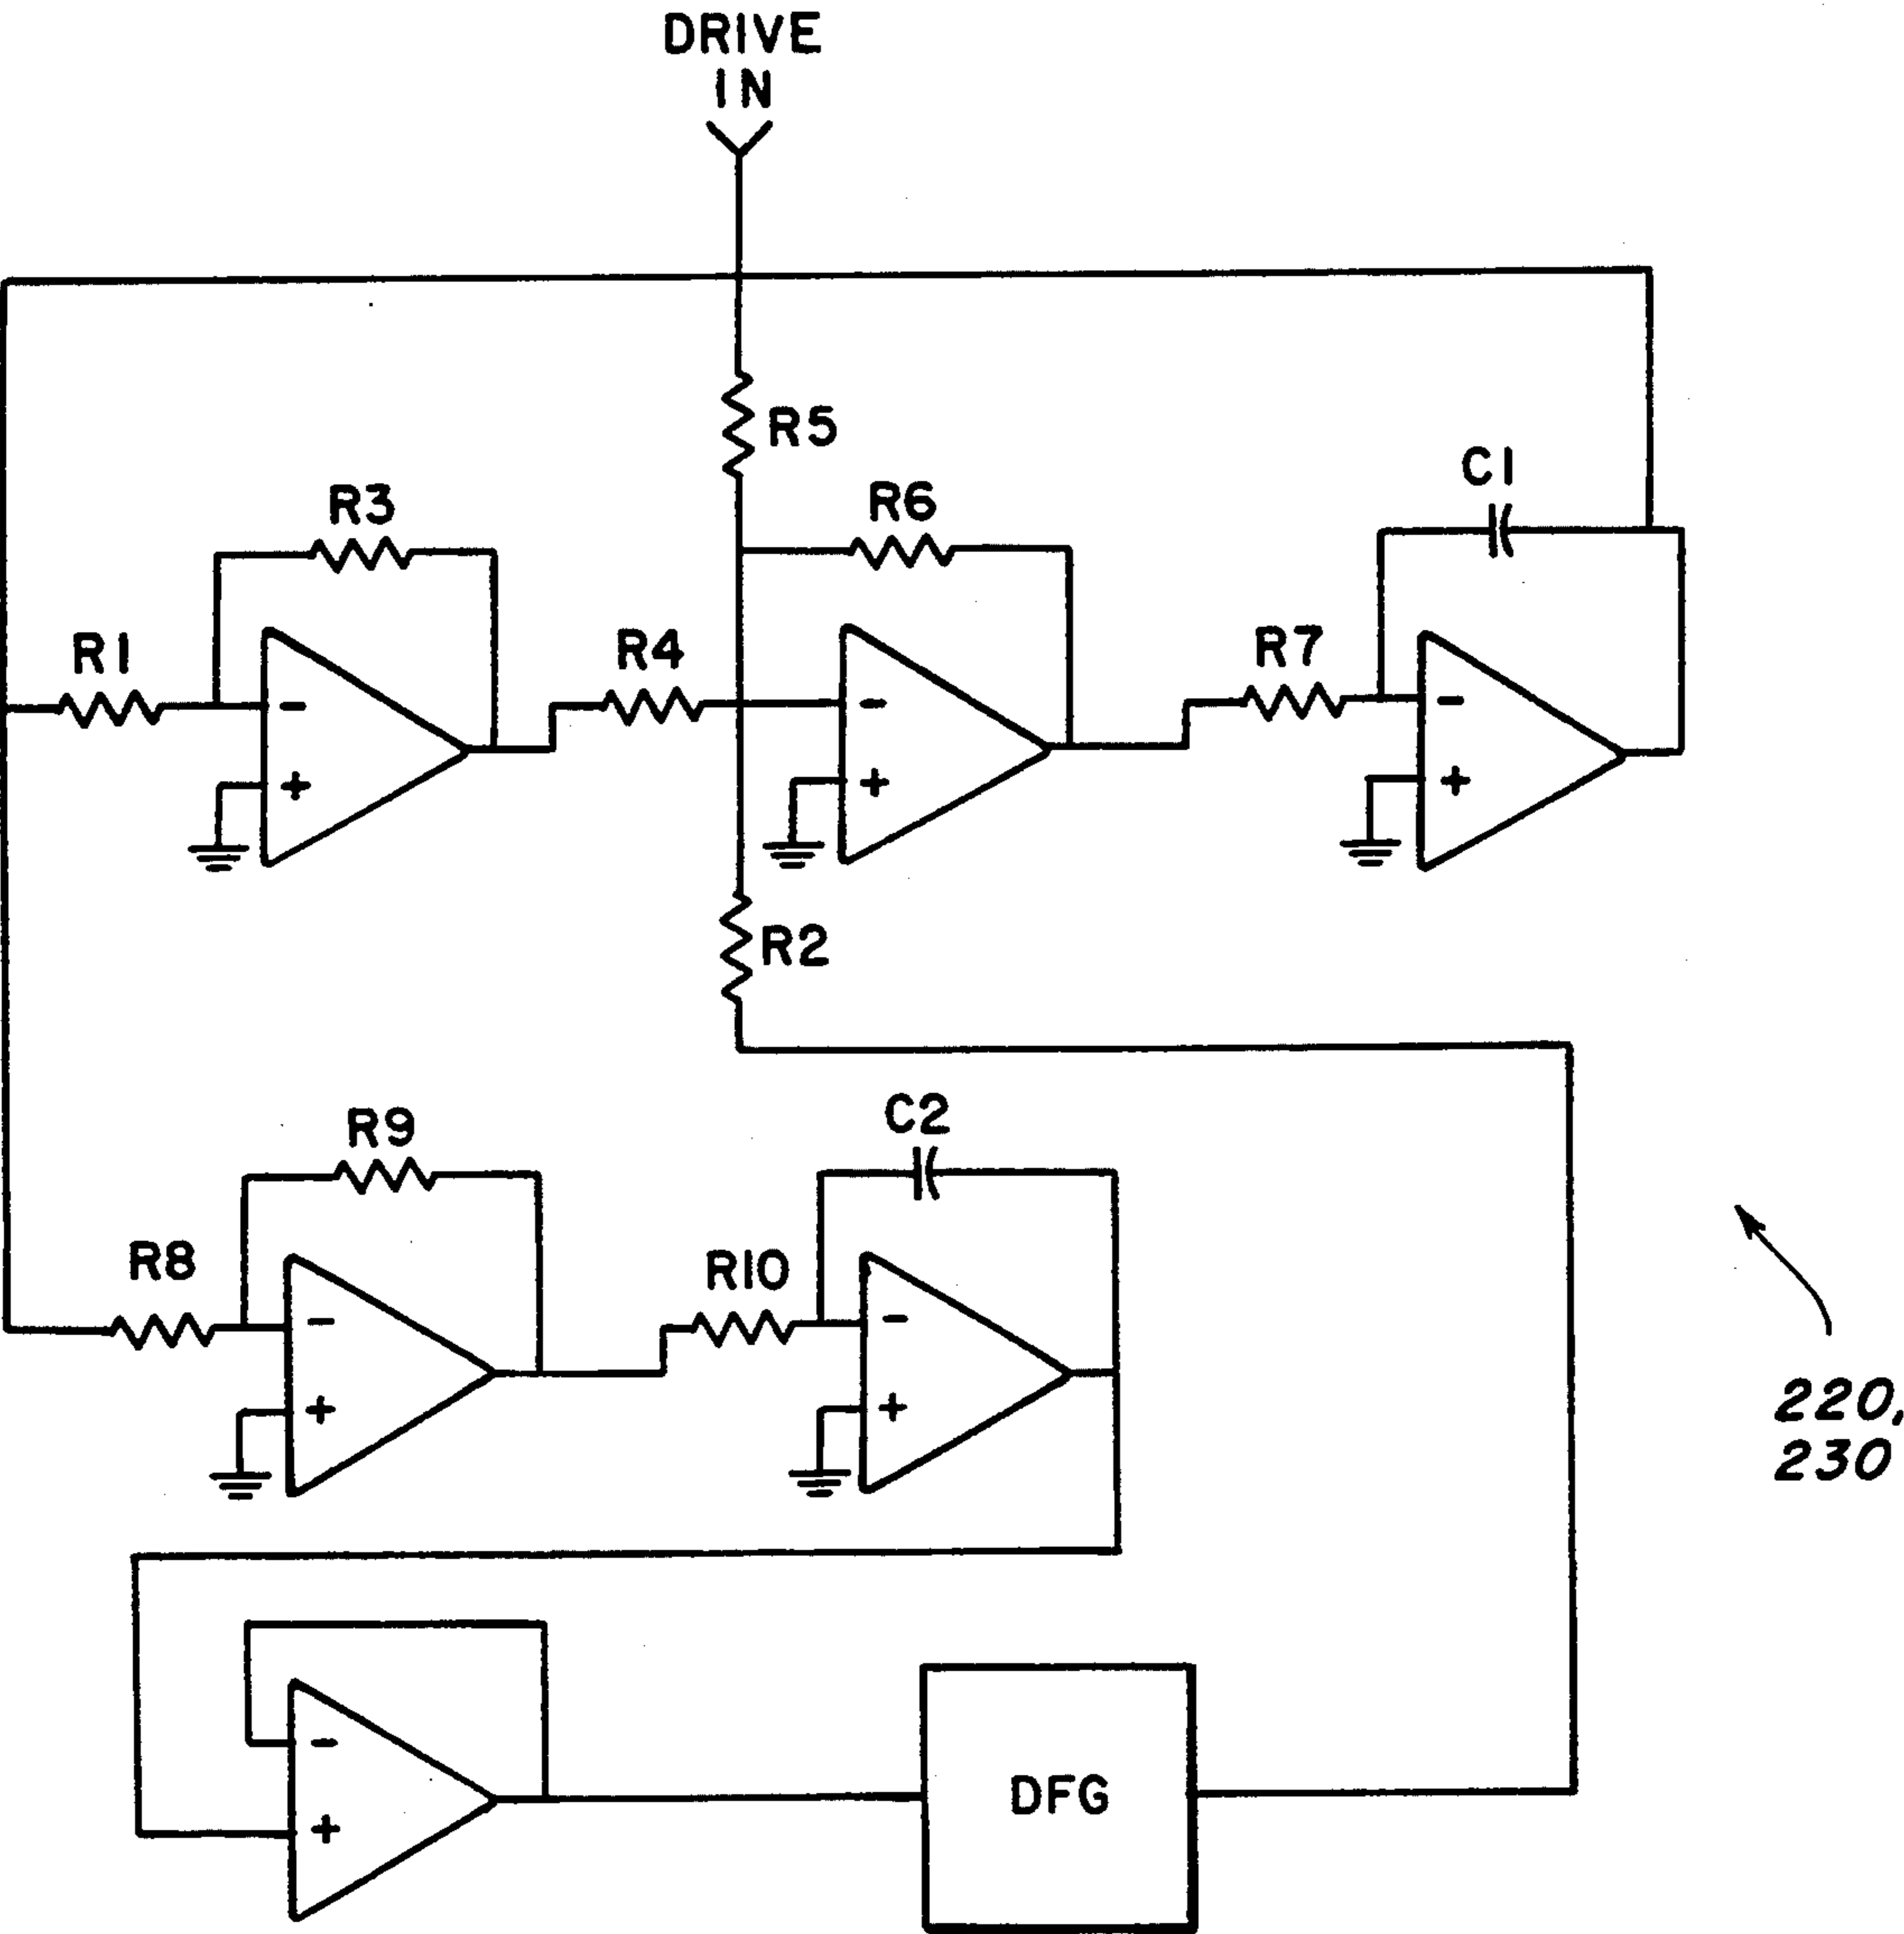 DRIVE
IN
R5
C1
R3
R6
R1
R4
R7
-
-
-
+
+
+
R2
C2
R9
R8
R10
-
-
+
+
220,
230
-
DFG
+